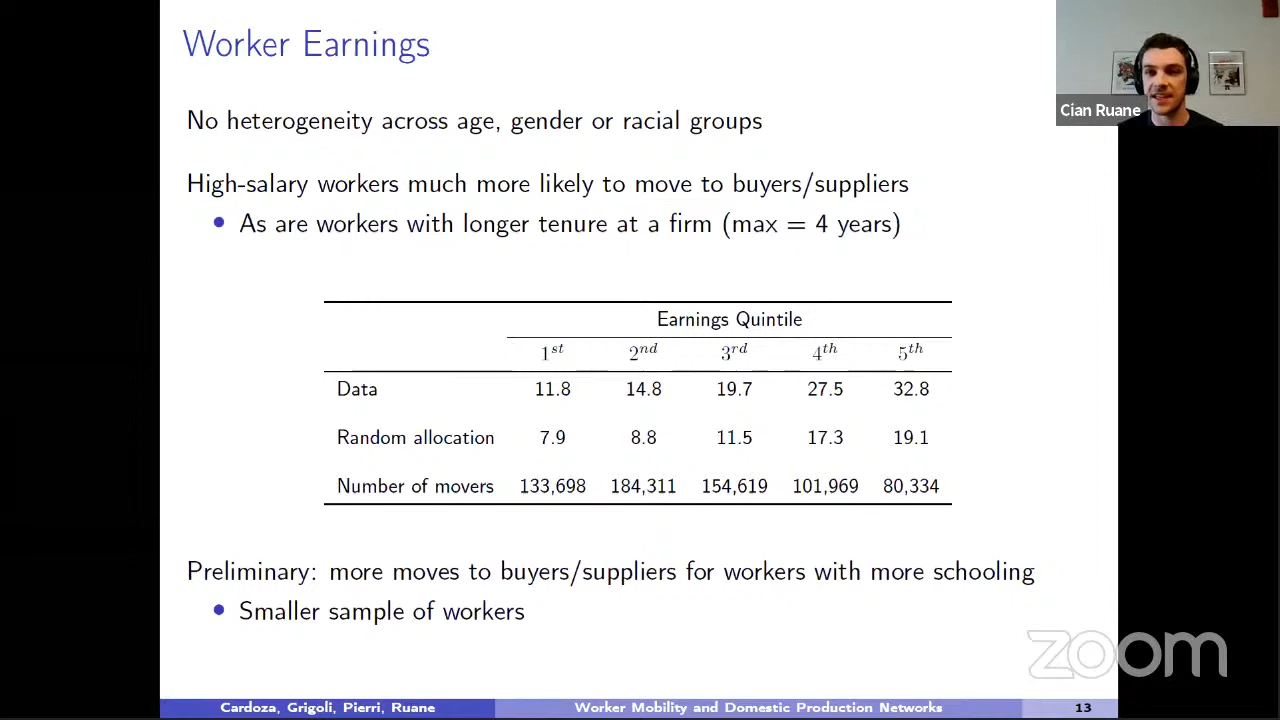 Worker Earnings
Cian Ruane
No heterogeneity across age, gender or racial groups
High-salary workers much more likely to move to buyers/suppliers
• As are workers with longer tenure at a firm (max = 4 years)
Earnings Quintile
1st 2nd 3rd 4th 5th
Data 11.8 14.8 19.7 27.5 32.8
Random allocation 7.9 8.8 11.5 17.3 19.1
Number of movers 133,698 184,311 154,619 101,969 80,334
Preliminary: more moves to buyers/suppliers for workers with more schooling
• Smaller sample of workers
zoom
Cardoza, Grigoli, Pierri, Ruane Worker Mobility and Domestic Production Networks 13